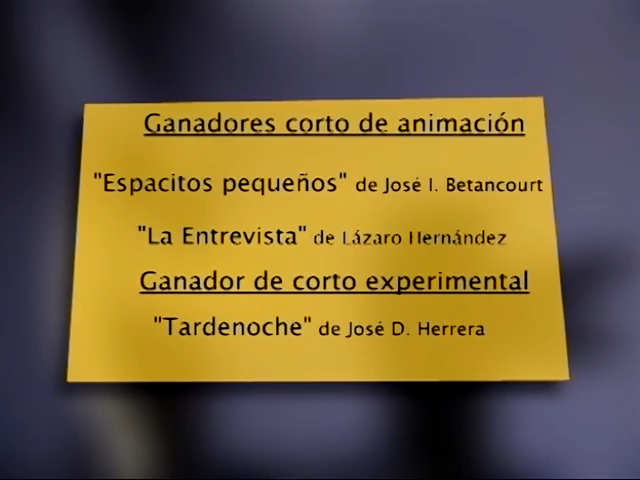 Ganadores corto de animación
"Espacitos pequeños" de José I. Betancourt
"La Entrevista" de Lázaro Hernández
Ganador de corto experimental
"Tardenoche" de José D. Herrera